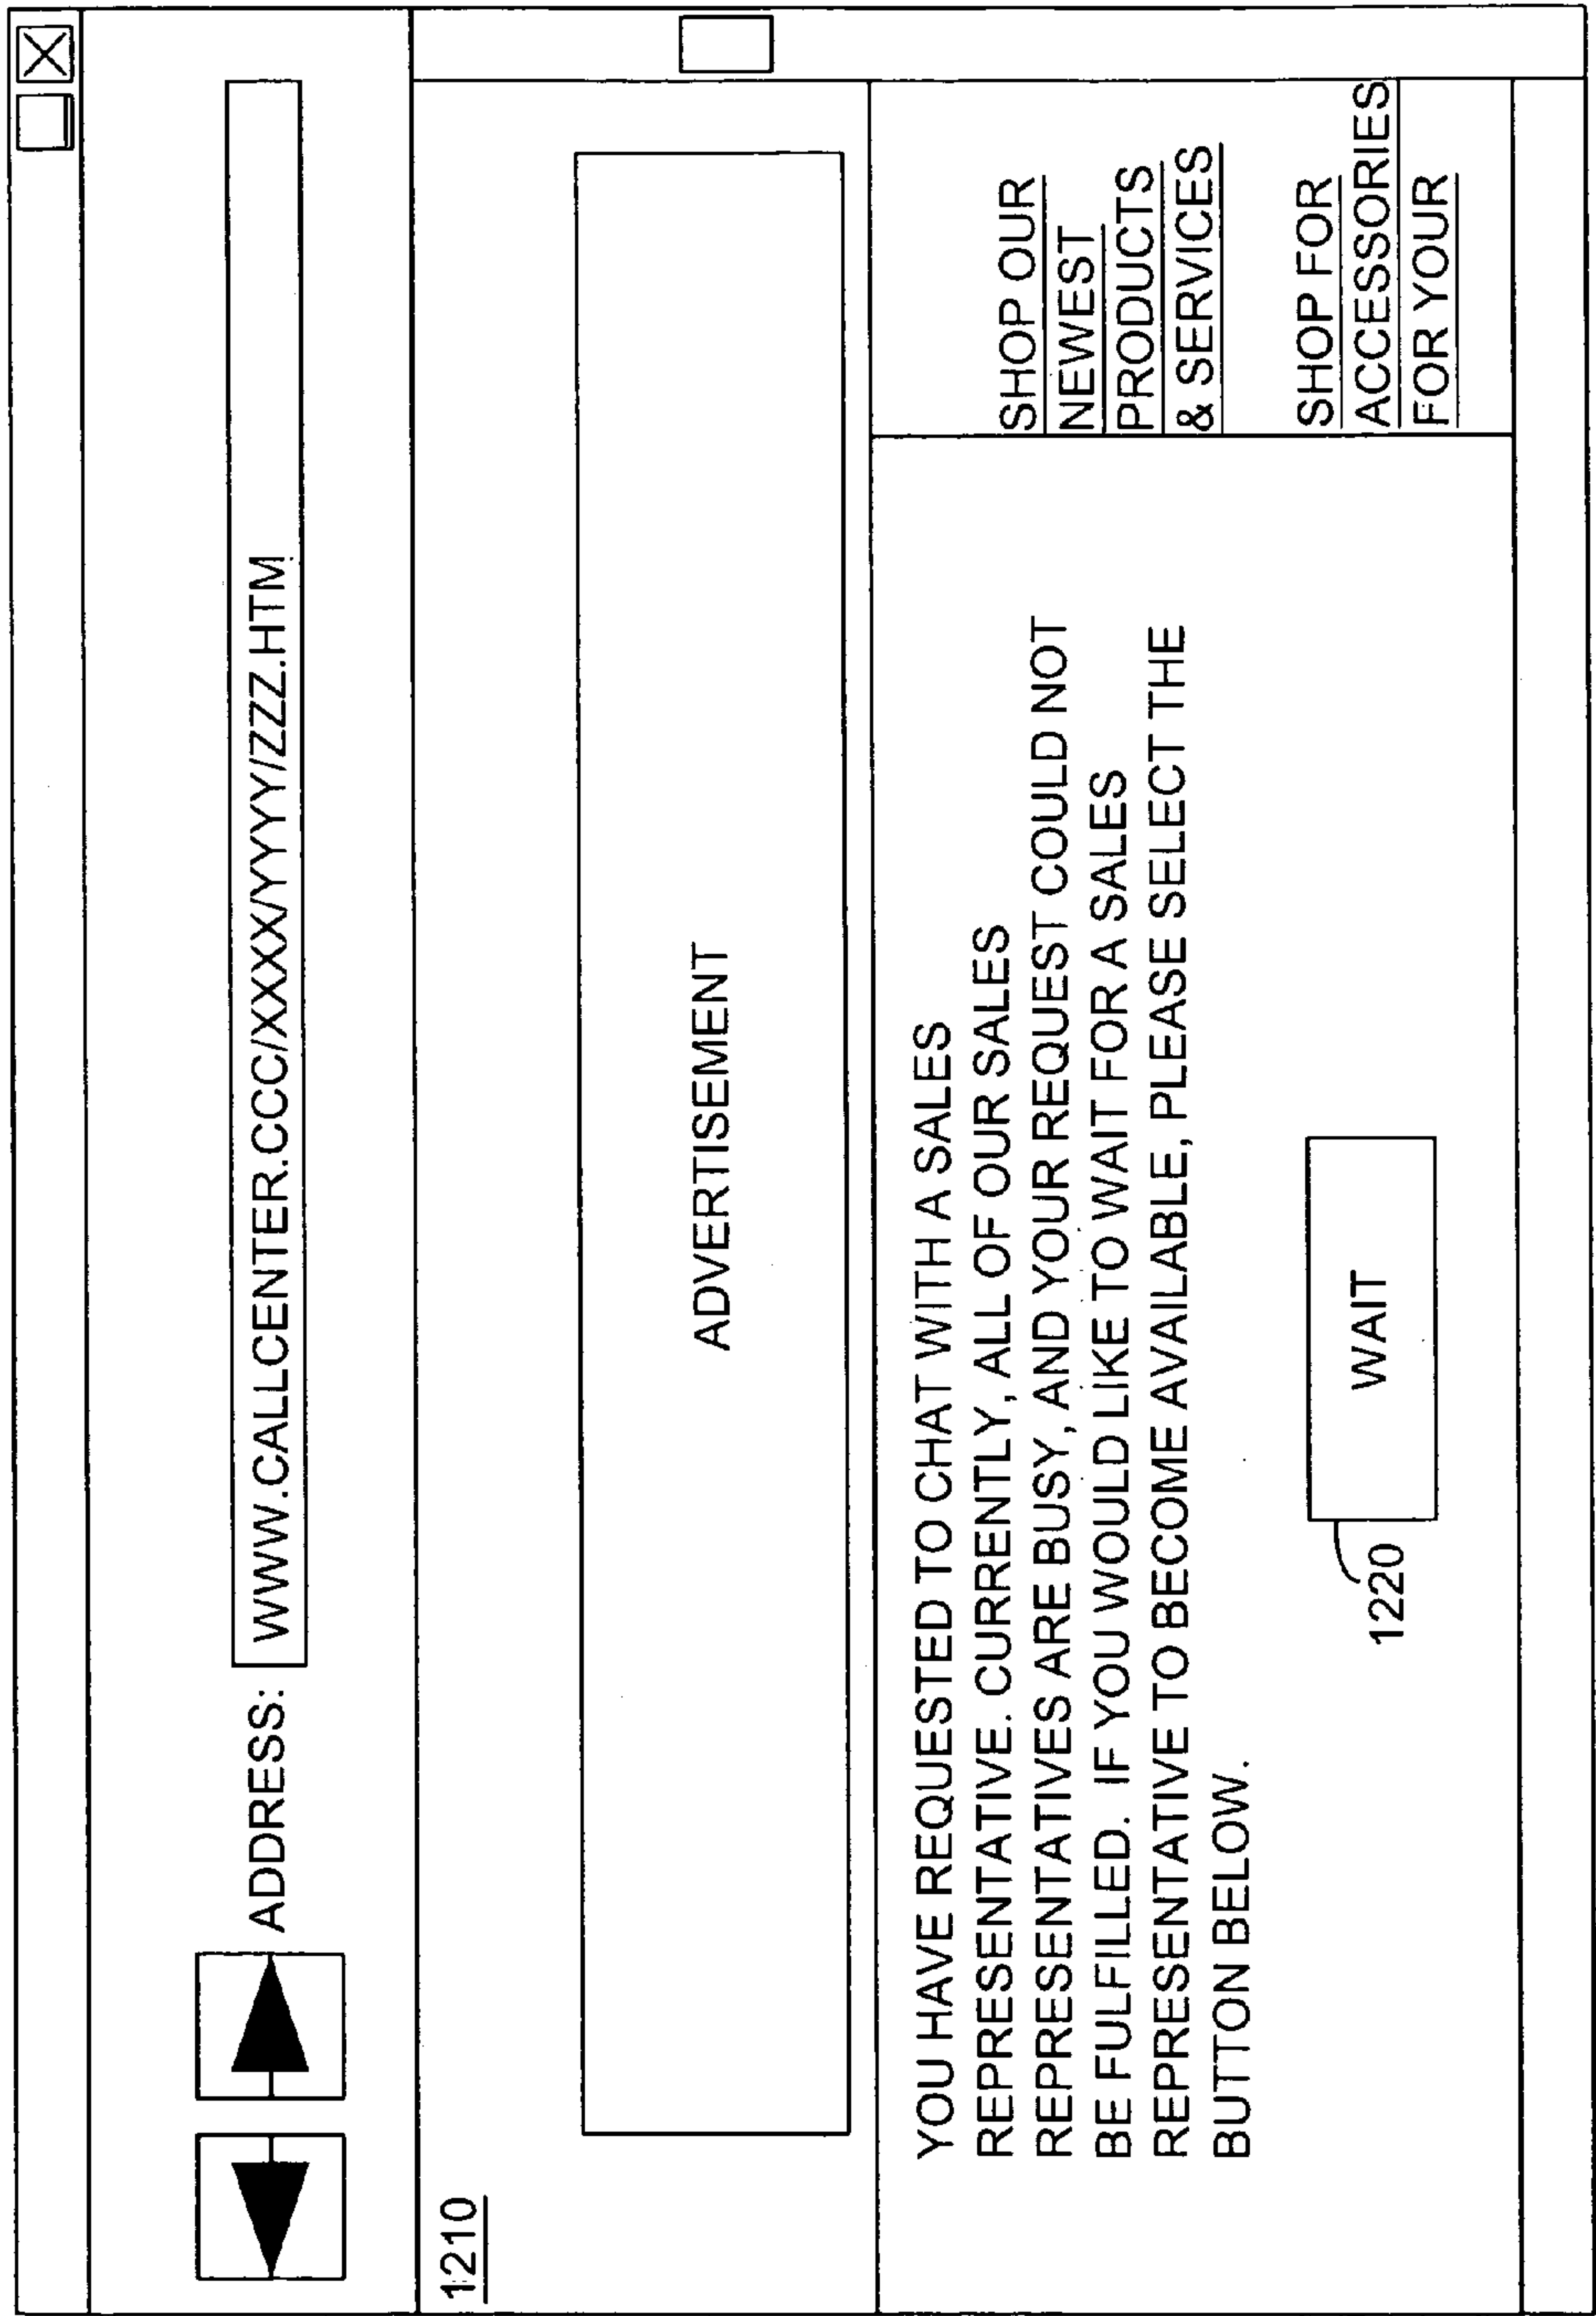 ADDRESS: WWW.CALLCENTER.CCC/XXXX/YYYY/ZZZ.HTM
1210
ADVERTISEMENT
YOU HAVE REQUESTED TO CHAT WITH A SALES
REPRESENTATIVE. CURRENTLY, ALL OF OUR SALES
REPRESENTATIVES ARE BUSY, AND YOUR REQUEST COULD NOT
BE FULFILLED. IF YOU WOULD LIKE TO WAIT FOR A SALES
REPRESENTATIVE TO BECOME AVAILABLE, PLEASE SELECT THE
BUTTON BELOW.
WAIT
1220
SHOP OUR
NEWEST
PRODUCTS
& SERVICES
SHOP FOR
ACCESSORIES
FOR YOUR